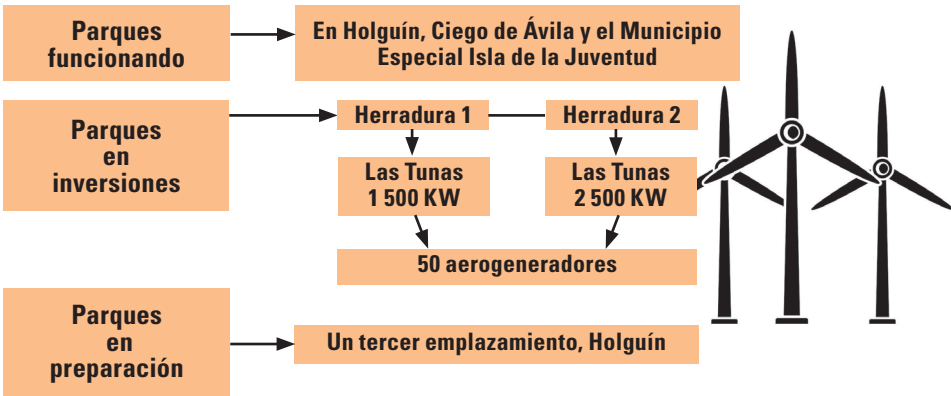 Parques
funcionando
En Holguín, Ciego de Ávila y el Municipio
Especial Isla de la Juventud
Parques
en
inversiones
Herradura 1
Herradura 2
Las Tunas
1 500 KW
Las Tunas
2 500 KW
50 aerogeneradores
Parques
en
preparación
Un tercer emplazamiento, Holguín